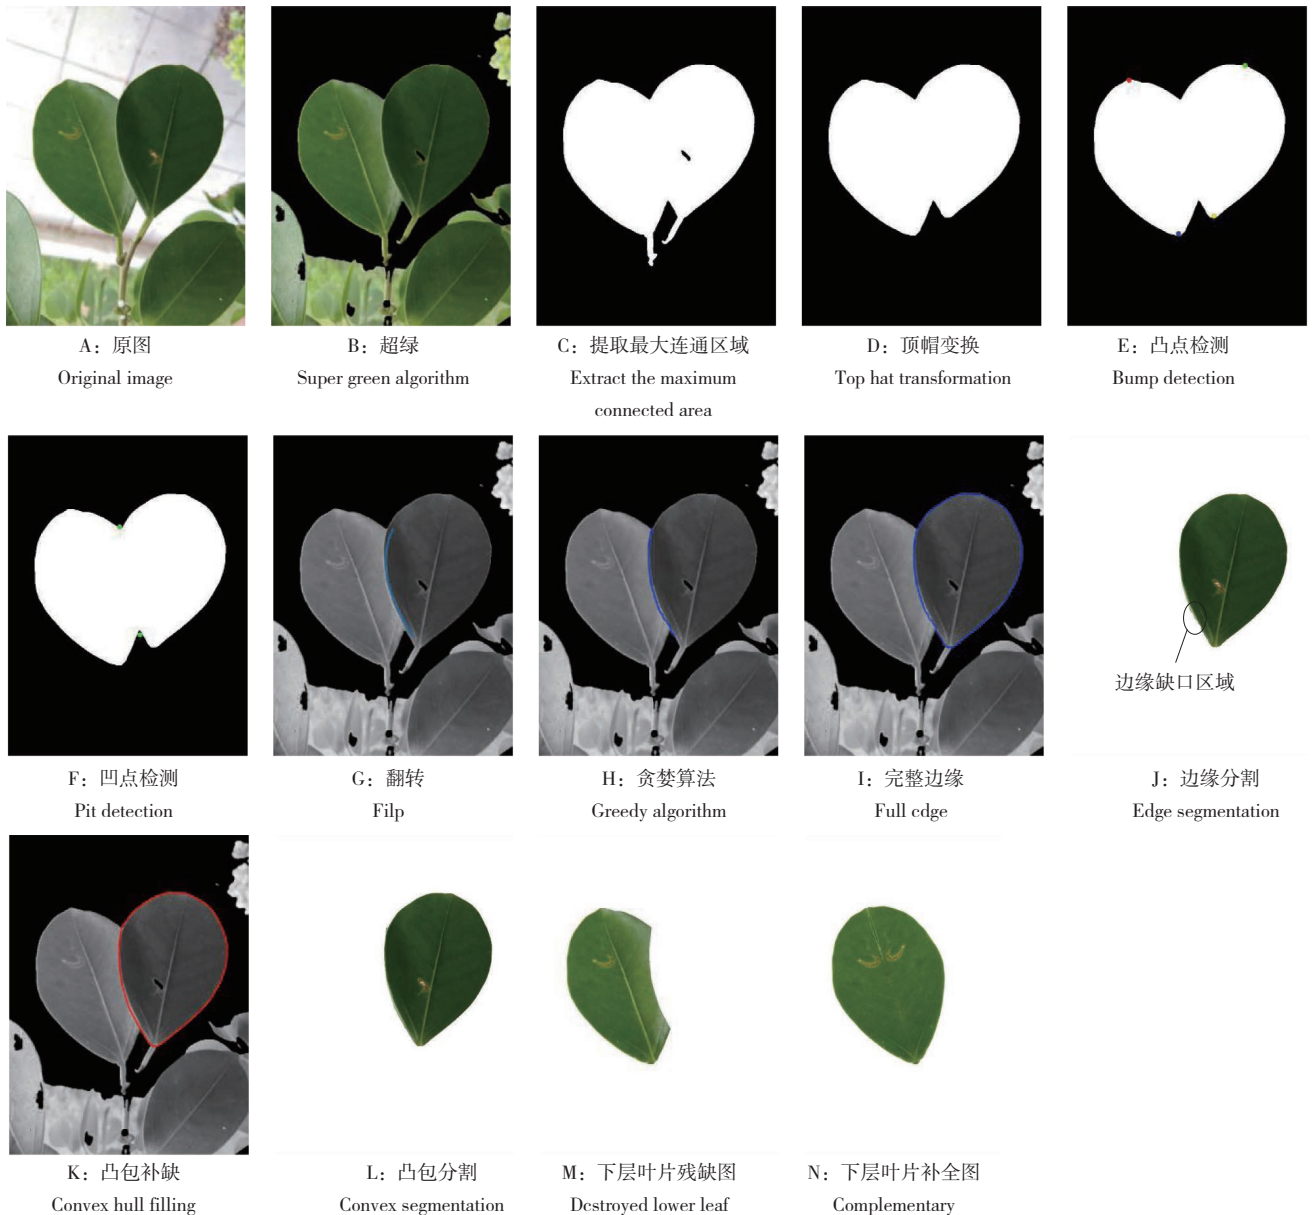 A：原图
Original image
B：超绿
Super green algorithm
C：提取最大连通区域
Extract the maximum
connected area
D：顶帽变换
Top hat transformation
E：凸点检测
Bump detection
F：凹点检测
Pit detection
G：翻转
Filp
H：贪婪算法
Greedy algorithm
I：完整边缘
Full cdge
边缘缺口区域
J：边缘分割
Edge segmentation
K：凸包补缺
Convex hull filling
L：凸包分割
Convex segmentation
M：下层叶片残缺图
Dcstroyed lower leaf
N：下层叶片补全图
Complementary